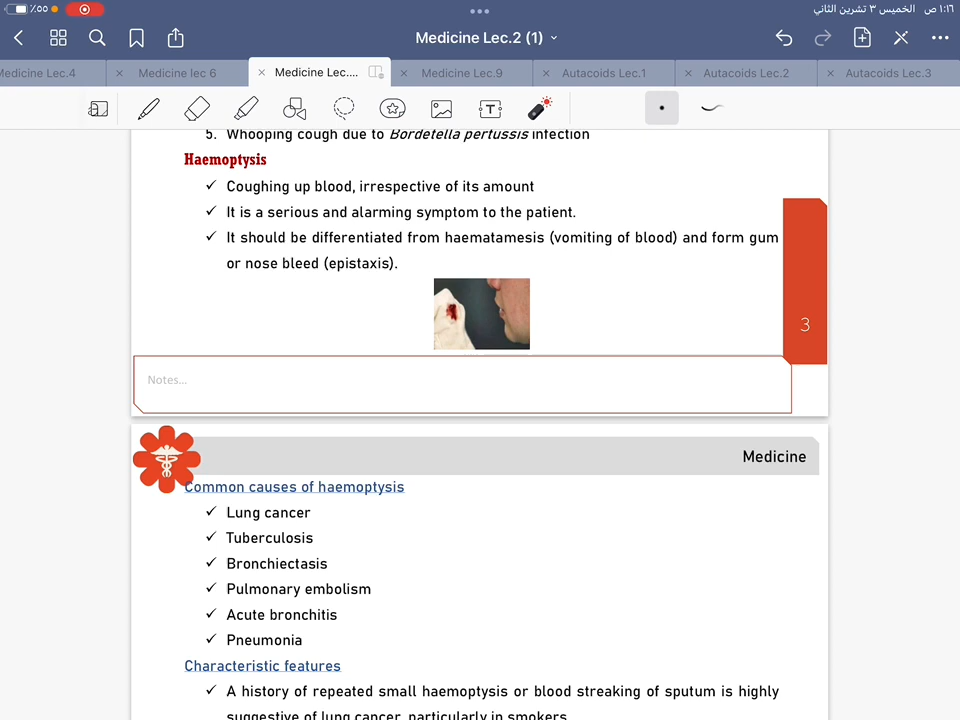 ٪٥٥
١:١٦ ص الخميس ٣ تشرين الثاني
Medicine Lec.2 (1)
Medicine Lec.4
Medicine lec 6
Medicine Lec....
Medicine Lec.9
Autacoids Lec.1
Autacoids Lec.2
Autacoids Lec.3
5. Whooping cough due to Bordetella pertussis infection
Haemoptysis
✓ Coughing up blood, irrespective of its amount
✓ It is a serious and alarming symptom to the patient.
✓ It should be differentiated from haematamesis (vomiting of blood) and form gum
or nose bleed (epistaxis).
3
Notes...
Medicine
Common causes of haemoptysis
✓ Lung cancer
✓ Tuberculosis
✓ Bronchiectasis
✓ Pulmonary embolism
✓ Acute bronchitis
✓ Pneumonia
Characteristic features
✓ A history of repeated small haemoptysis or blood streaking of sputum is highly
suggestive of lung cancer, particularly in smokers.